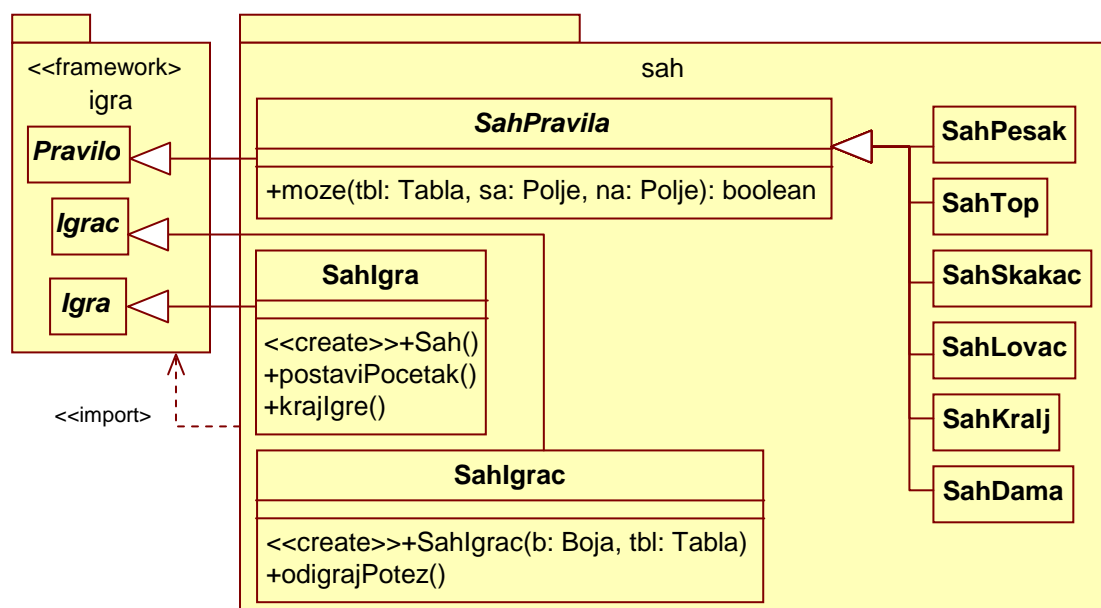 <<framework>
igra
Pravilo
Igrac
Igra
<<import>
sah
SahPravila
+moze(tbl: Tabla, sa: Polje, na: Polje): boolean
SahIgra
<<create>>+Sah()
+postaviPocetak()
+krajIgre()
SahIgrac
<<create>>+SahIgrac(b: Boja, tbl: Tabla)
+odigrajPotez()
SahPesak
SahTop
SahSkakac
SahLovac
SahKralj
SahDama